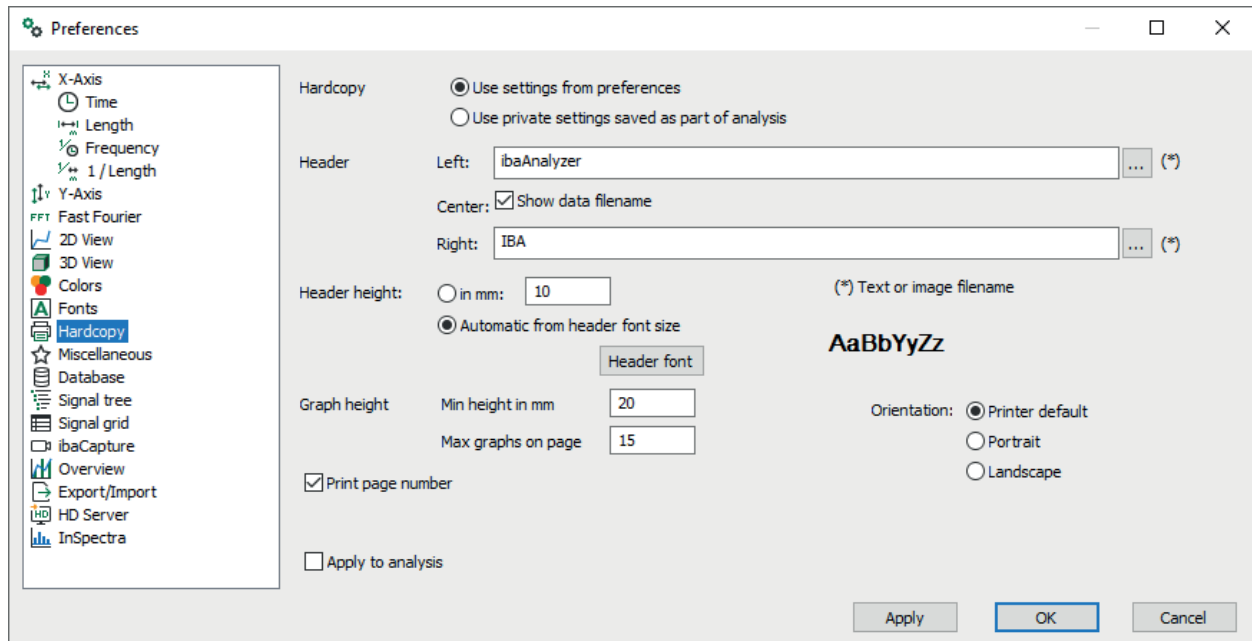 Preferences
X-Axis
Time
Length
Frequency
1 / Length
Y-Axis
FFT Fast Fourier
2D View
3D View
Colors
A Fonts
Hardcopy
Miscellaneous
Database
Signal tree
Signal grid
ibaCapture
Overview
Export/Import
HD HD Server
InSpectra
Hardcopy
Use settings from preferences
Use private settings saved as part of analysis
Header Left: ibaAnalyzer ... (*)
Center: Show data filename
Right: IBA ... (*)
Header height: in mm: 10 (*) Text or image filename
Automatic from header font size
AaBbYyZz
Header font
Graph height Min height in mm 20
Max graphs on page 15
Orientation: Printer default
Portrait
Landscape
Print page number
Apply to analysis
Apply OK Cancel